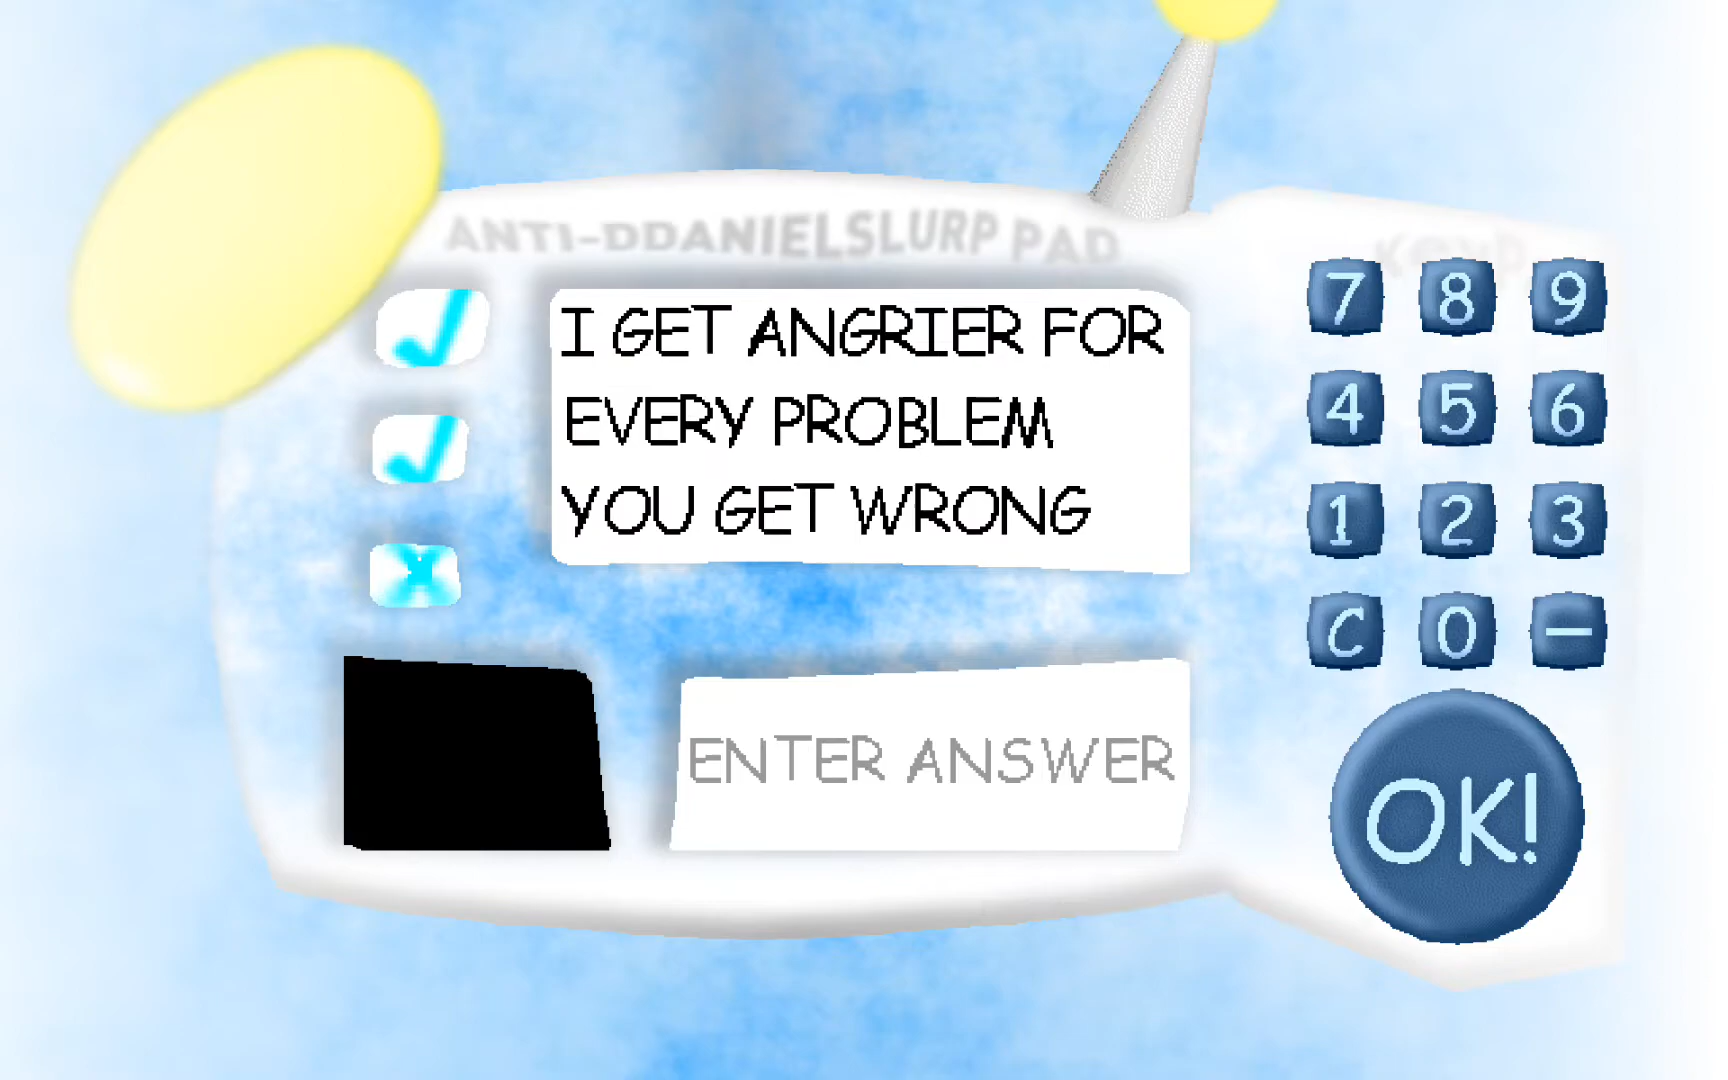 ANTI-DDANIELSLURP PAD
I GET ANGRIER FOR
EVERY PROBLEM
YOU GET WRONG
ENTER ANSWER
7 8 9
4 5 6
1 2 3
C 0 –
OK!